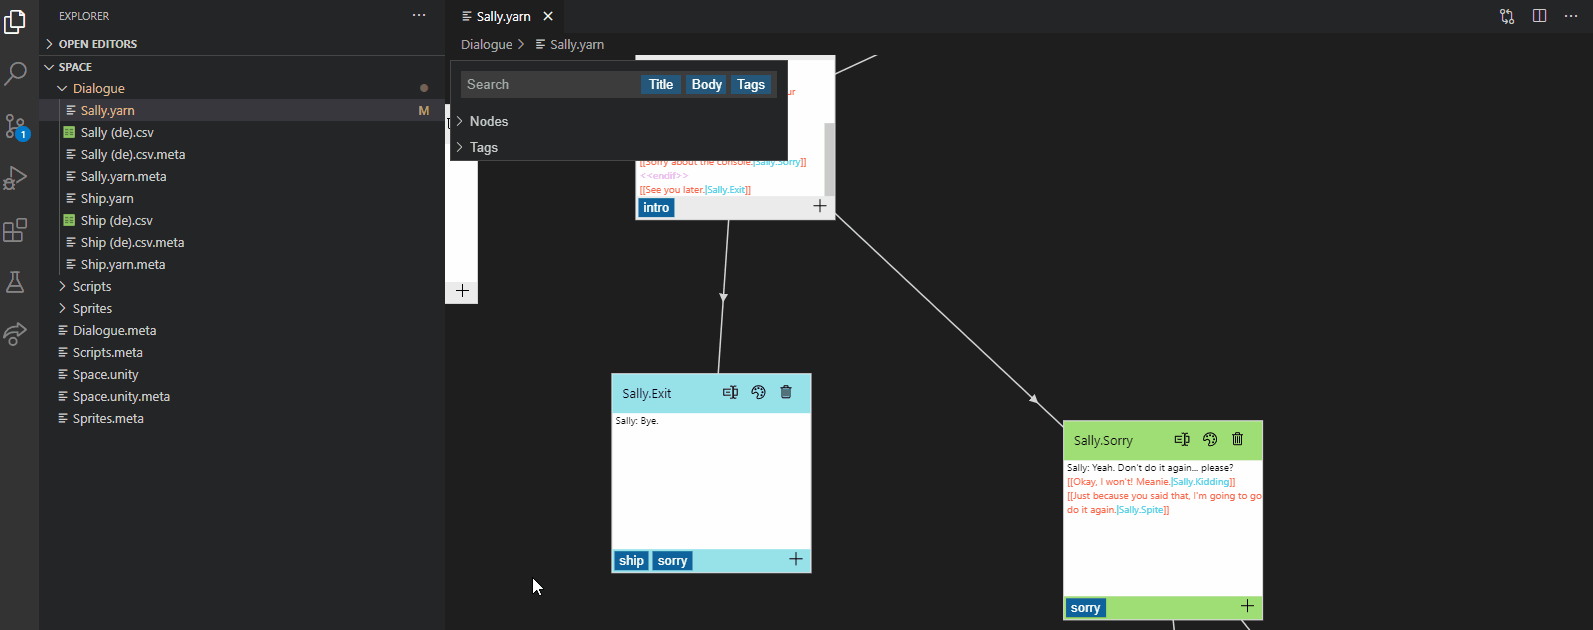 EXPLORER
OPEN EDITORS
SPACE
Dialogue
Sally.yarn
M
Sally (de).csv
Sally (de).csv.meta
Sally.yarn.meta
Ship.yarn
Ship (de).csv
Ship (de).csv.meta
Ship.yarn.meta
Scripts
Sprites
Dialogue.meta
Scripts.meta
Space.unity
Space.unity.meta
Sprites.meta
1
Sally.yarn
Dialogue > Sally.yarn
Search
Title Body Tags
Nodes
Tags
ur
[[Sorry about the console.|Sally.Sorry]]
<<endif>>
[[See you later.|Sally.Exit]]
intro
Sally.Exit
Sally: Bye.
ship sorry
Sally.Sorry
Sally: Yeah. Don't do it again... please?
[[Okay, I won't! Meanie.|Sally.Kidding]]
[[Just because you said that, I'm going to go
do it again.|Sally.Spite]]
sorry